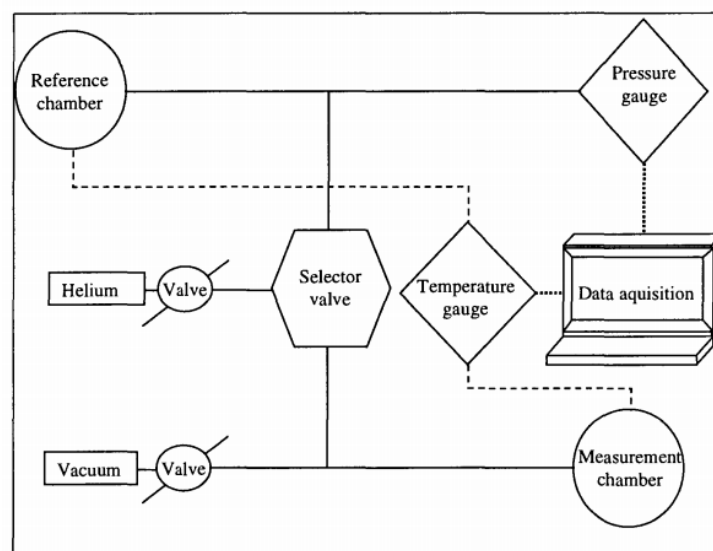 Reference
chamber
Pressure
gauge
Helium
Valve
Selector
valve
Temperature
gauge
Data aquisition
Vacuum
Valve
Measurement
chamber